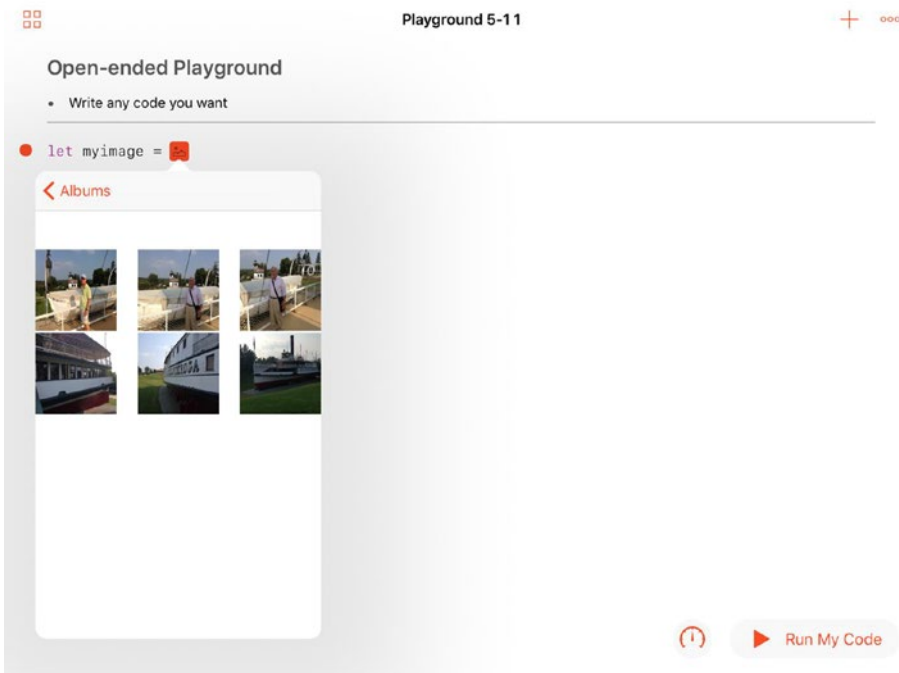 Playground 5-11
Open-ended Playground
• Write any code you want
let myimage =
Albums
Run My Code